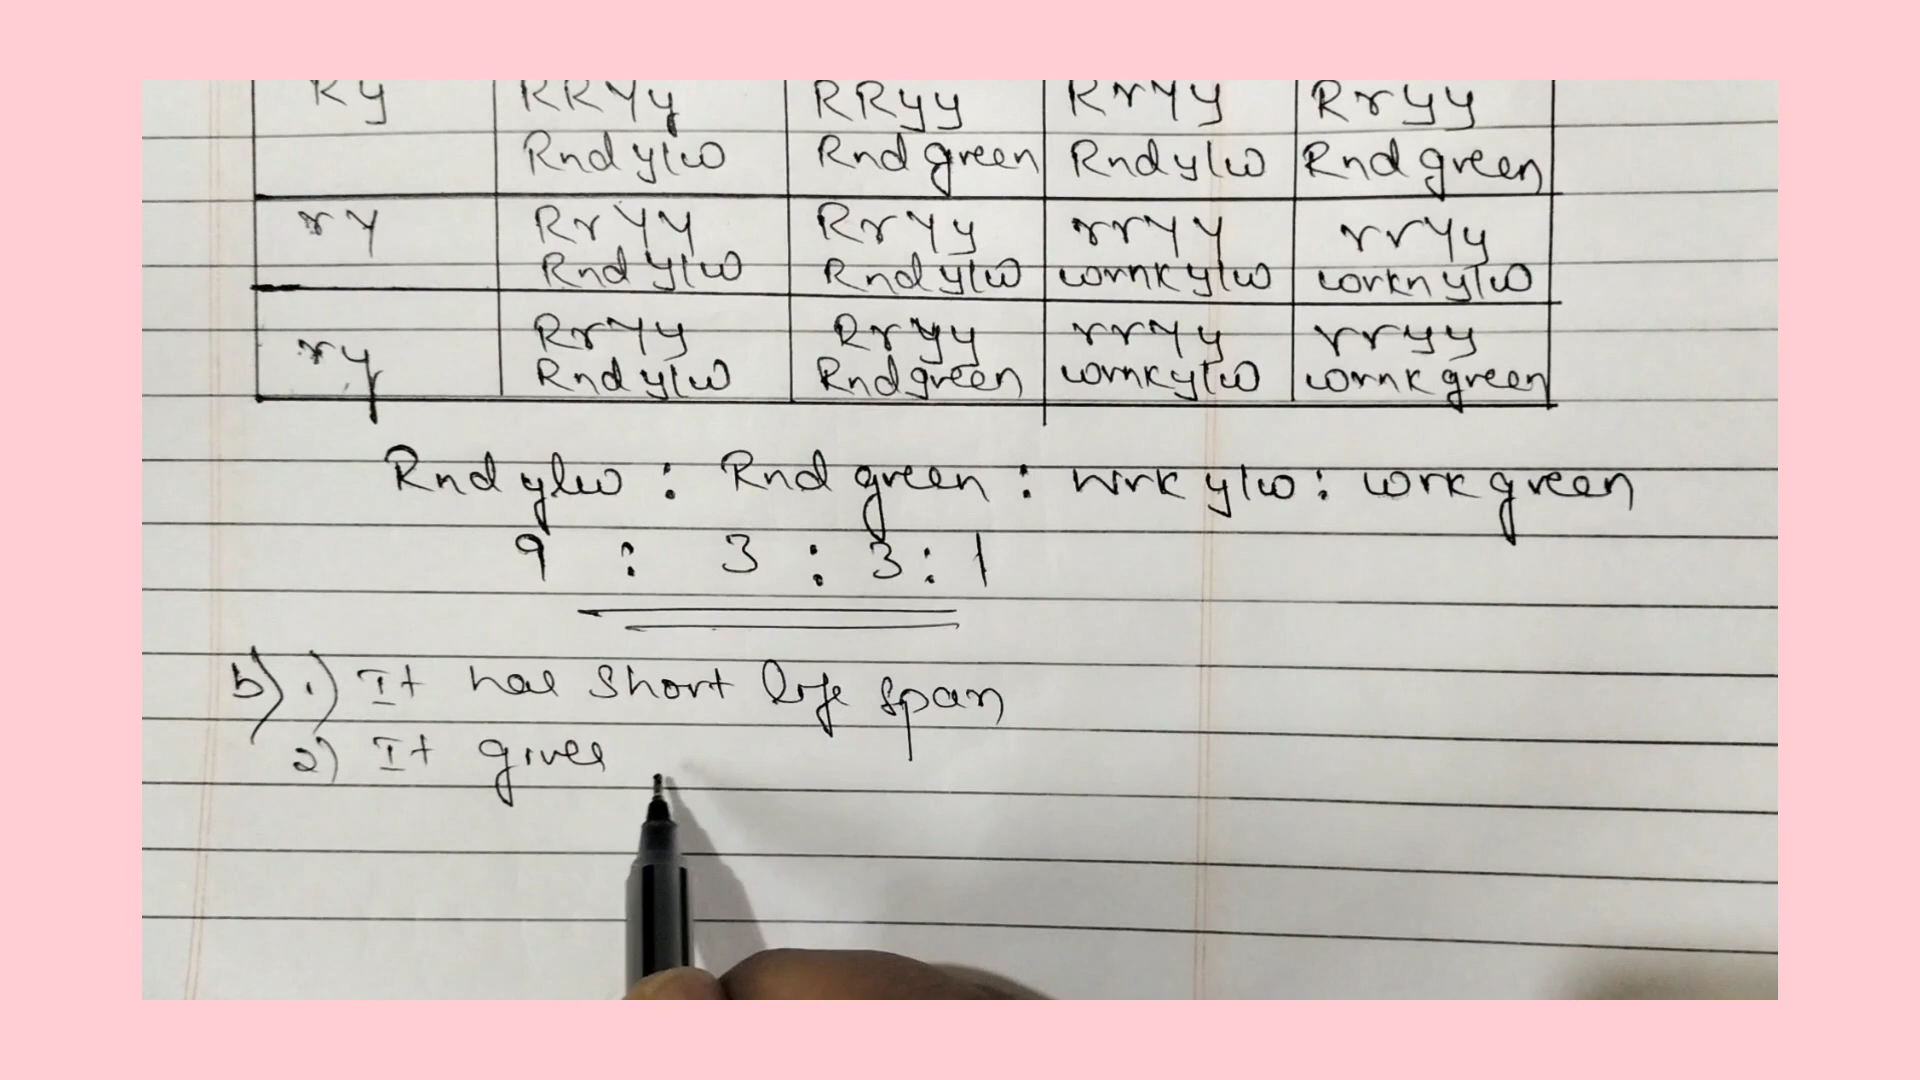 Ry RRYy RRyy RrYy Rryy
Rnd ylw Rnd green Rnd ylw Rnd green
rY RrYY RrYy rrYY rrYy
Rnd ylw Rnd ylw wrnk ylw wrkn ylw
ry RrYy Rryy rrYy rryy
Rnd ylw Rnd green wrnk ylw wrnk green
Rnd ylw : Rnd green : wrk ylw : wrk green
9 : 3 : 3 : 1
b) 1) It has short life span
2) It gives